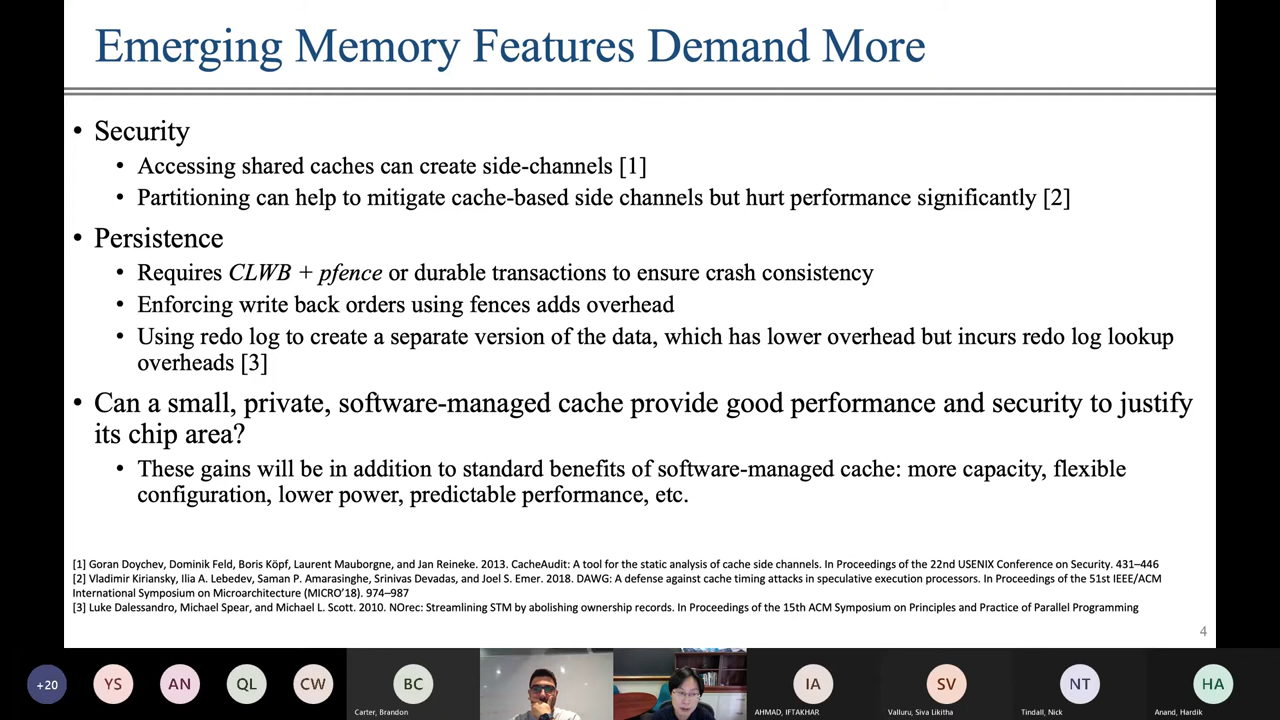 Emerging Memory Features Demand More
• Security
• Accessing shared caches can create side-channels [1]
• Partitioning can help to mitigate cache-based side channels but hurt performance significantly [2]
• Persistence
• Requires CLWB + pfence or durable transactions to ensure crash consistency
• Enforcing write back orders using fences adds overhead
• Using redo log to create a separate version of the data, which has lower overhead but incurs redo log lookup
overheads [3]
• Can a small, private, software-managed cache provide good performance and security to justify
its chip area?
• These gains will be in addition to standard benefits of software-managed cache: more capacity, flexible
configuration, lower power, predictable performance, etc.
[1] Goran Doychev, Dominik Feld, Boris Köpf, Laurent Mauborgne, and Jan Reineke. 2013. CacheAudit: A tool for the static analysis of cache side channels. In Proceedings of the 22nd USENIX Conference on Security. 431–446
[2] Vladimir Kiriansky, Ilia A. Lebedev, Saman P. Amarasinghe, Srinivas Devadas, and Joel S. Emer. 2018. DAWG: A defense against cache timing attacks in speculative execution processors. In Proceedings of the 51st IEEE/ACM
International Symposium on Microarchitecture (MICRO’18). 974–987
[3] Luke Dalessandro, Michael Spear, and Michael L. Scott. 2010. NOrec: Streamlining STM by abolishing ownership records. In Proceedings of the 15th ACM Symposium on Principles and Practice of Parallel Programming
4
+20 YS AN QL CW BC IA SV NT HA
Carter, Brandon AHMAD, IFTAKHAR Valluru, Siva Likitha Tindall, Nick Anand, Hardik